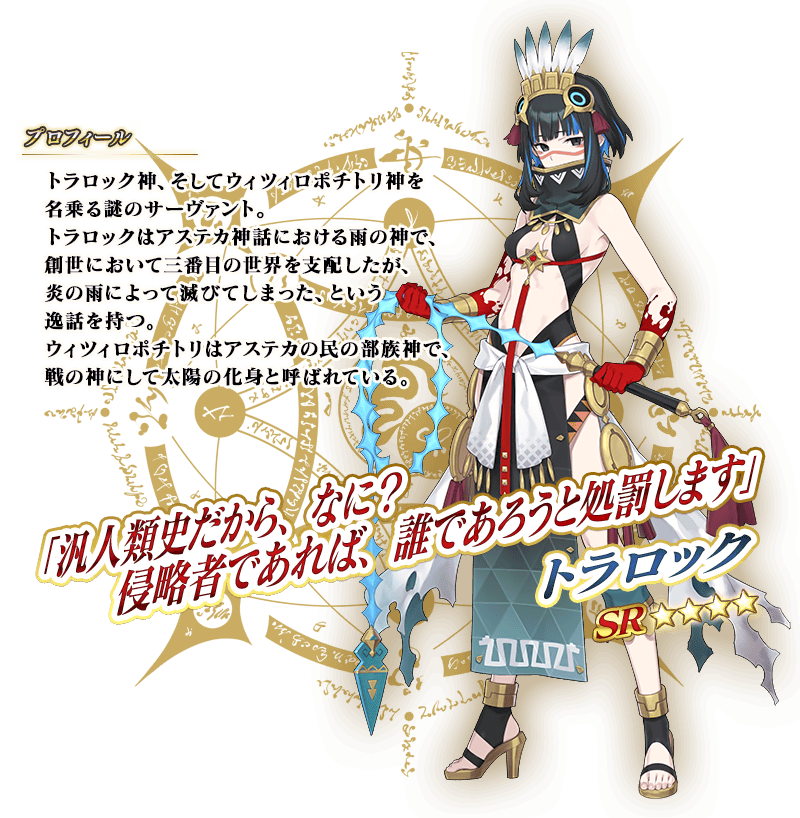 プロフィール
トラロック神、そしてウィツィロポチトリ神を
名乗る謎のサーヴァント。
トラロックはアステカ神話における雨の神で、
創世において三番目の世界を支配したが、
炎の雨によって滅びてしまった、という
逸話を持つ。
ウィツィロポチトリはアステカの民の部族神で、
戦の神にして太陽の化身と呼ばれている。
「汎人類史だから、なに?
侵略者であれば、誰であろうと処罰します」
トラロック
SR